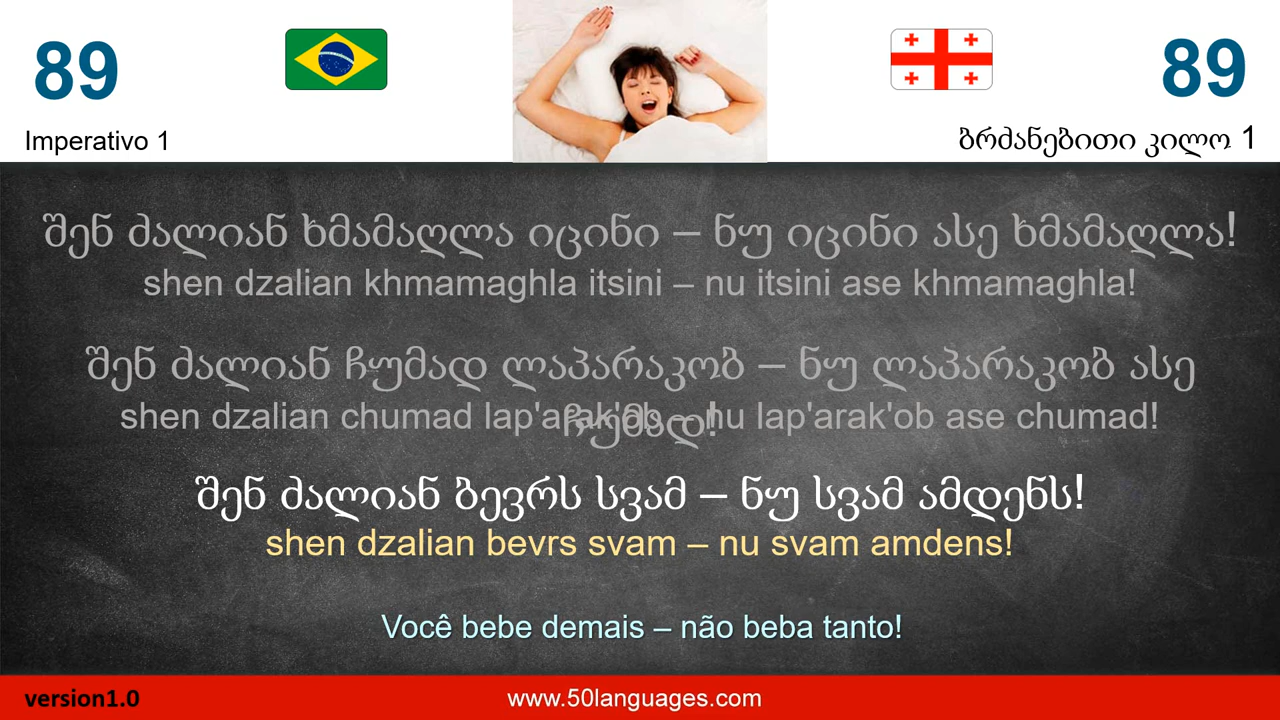 89
89
Imperativo 1
ბრძანებითი კილო 1
შენ ძალიან ხმამაღლა იცინი – ნუ იცინი ასე ხმამაღლა!
shen dzalian khmamaghla itsini – nu itsini ase khmamaghla!
შენ ძალიან ჩუმად ლაპარაკობ – ნუ ლაპარაკობ ასე
ჩუმად!
shen dzalian chumad lap'arak'ob – nu lap'arak'ob ase chumad!
შენ ძალიან ბევრს სვამ – ნუ სვამ ამდენს!
shen dzalian bevrs svam – nu svam amdens!
Você bebe demais – não beba tanto!
version1.0
www.50languages.com